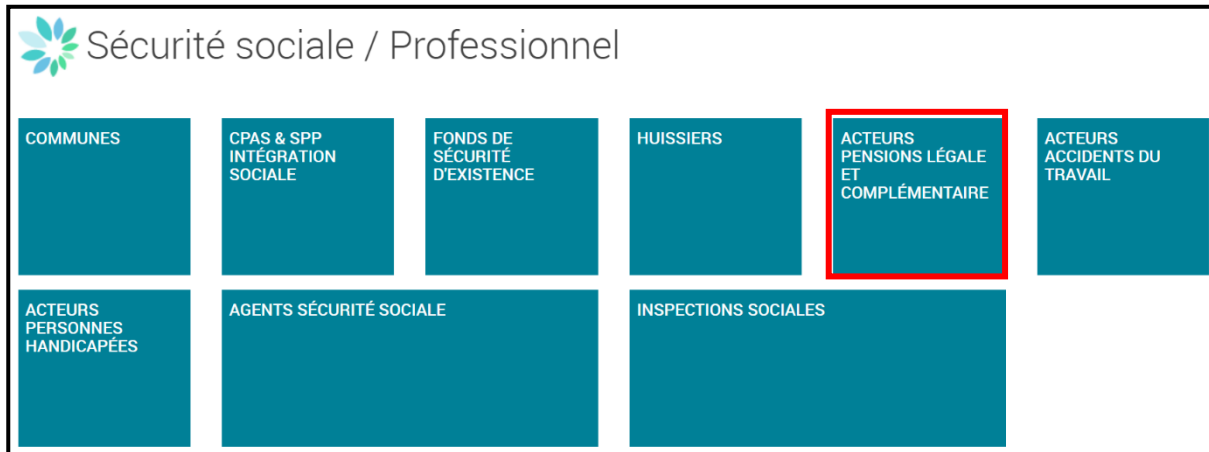 Sécurité sociale / Professionnel
COMMUNES
CPAS & SPP
INTÉGRATION
SOCIALE
FONDS DE
SÉCURITÉ
D'EXISTENCE
HUISSIERS
ACTEURS
PENSIONS LÉGALE
ET
COMPLÉMENTAIRE
ACTEURS
ACCIDENTS DU
TRAVAIL
ACTEURS
PERSONNES
HANDICAPÉES
AGENTS SÉCURITÉ SOCIALE
INSPECTIONS SOCIALES